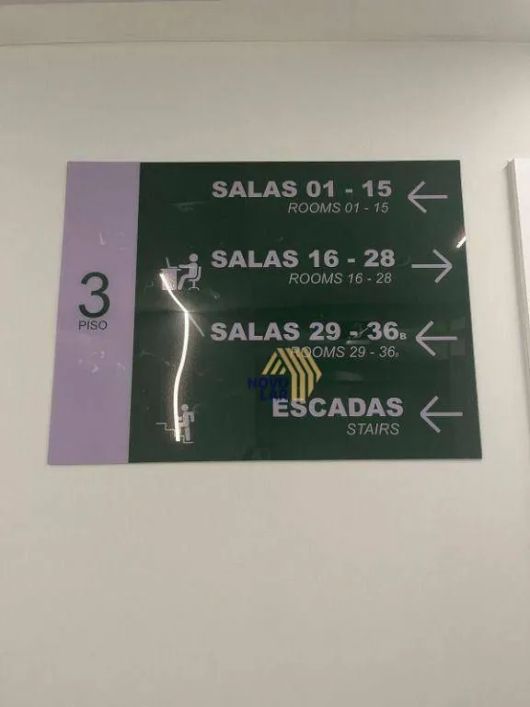 3
PISO
SALAS 01 - 15
ROOMS 01 - 15
SALAS 16 - 28
ROOMS 16 - 28
SALAS 29 - 36B
ROOMS 29 - 36B
NOVO
LAR
ESCADAS
STAIRS